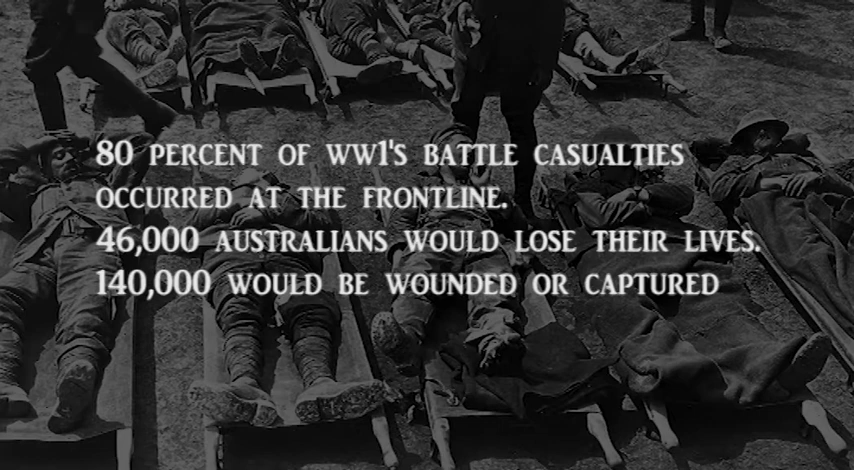 80 PERCENT OF WW1'S BATTLE CASUALTIES
OCCURRED AT THE FRONTLINE.
46,000 AUSTRALIANS WOULD LOSE THEIR LIVES.
140,000 WOULD BE WOUNDED OR CAPTURED